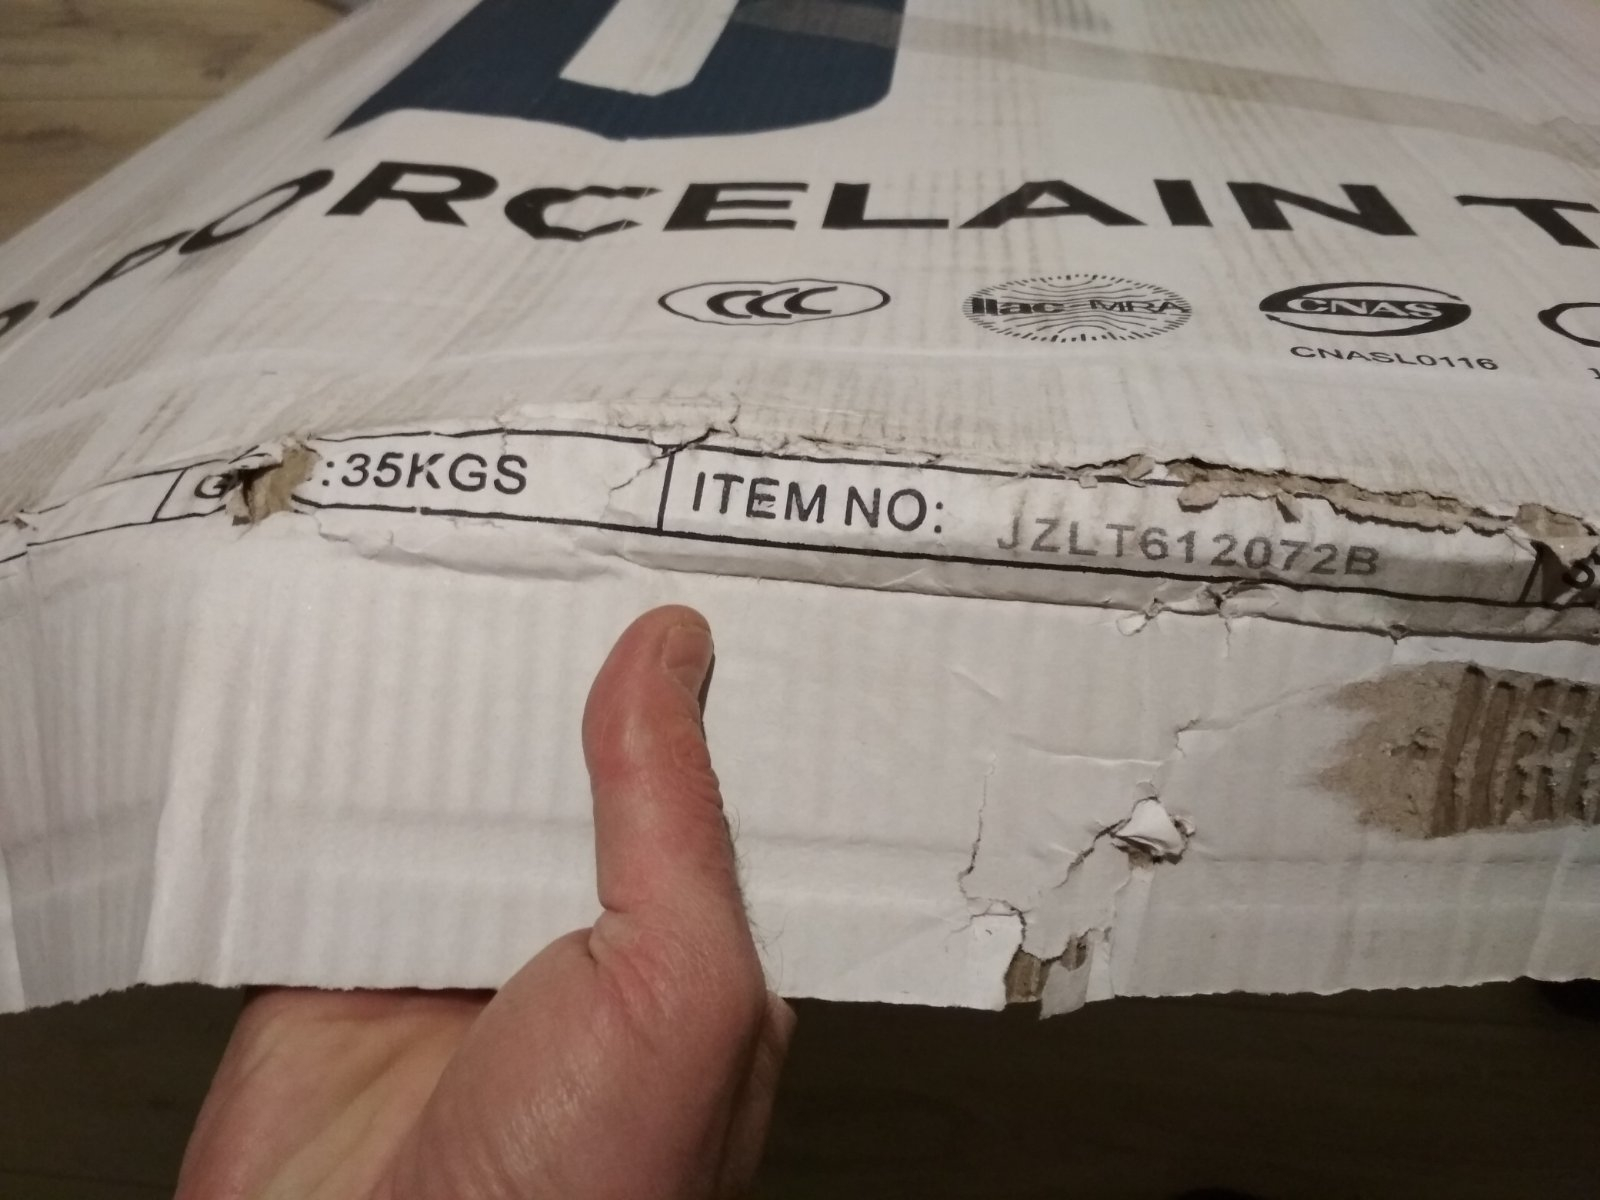 PORCELAIN T
CCC
ilac-MRA
CNAS
CNASL0116
:35KGS
ITEM NO: JZLT612072B